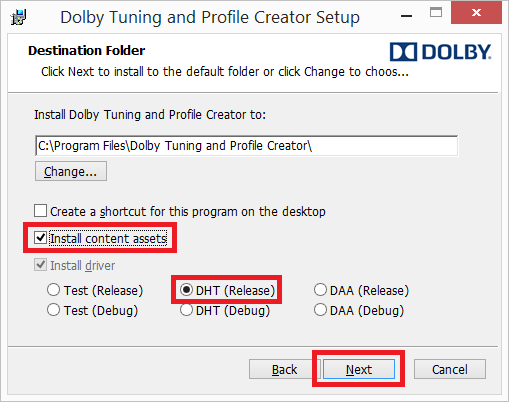 Dolby Tuning and Profile Creator Setup
Destination Folder
Click Next to install to the default folder or click Change to choos...
DOLBY.
Install Dolby Tuning and Profile Creator to:
C:\Program Files\Dolby Tuning and Profile Creator\
Change...
Create a shortcut for this program on the desktop
Install content assets
Install driver
Test (Release) DHT (Release) DAA (Release)
Test (Debug) DHT (Debug) DAA (Debug)
Back Next Cancel